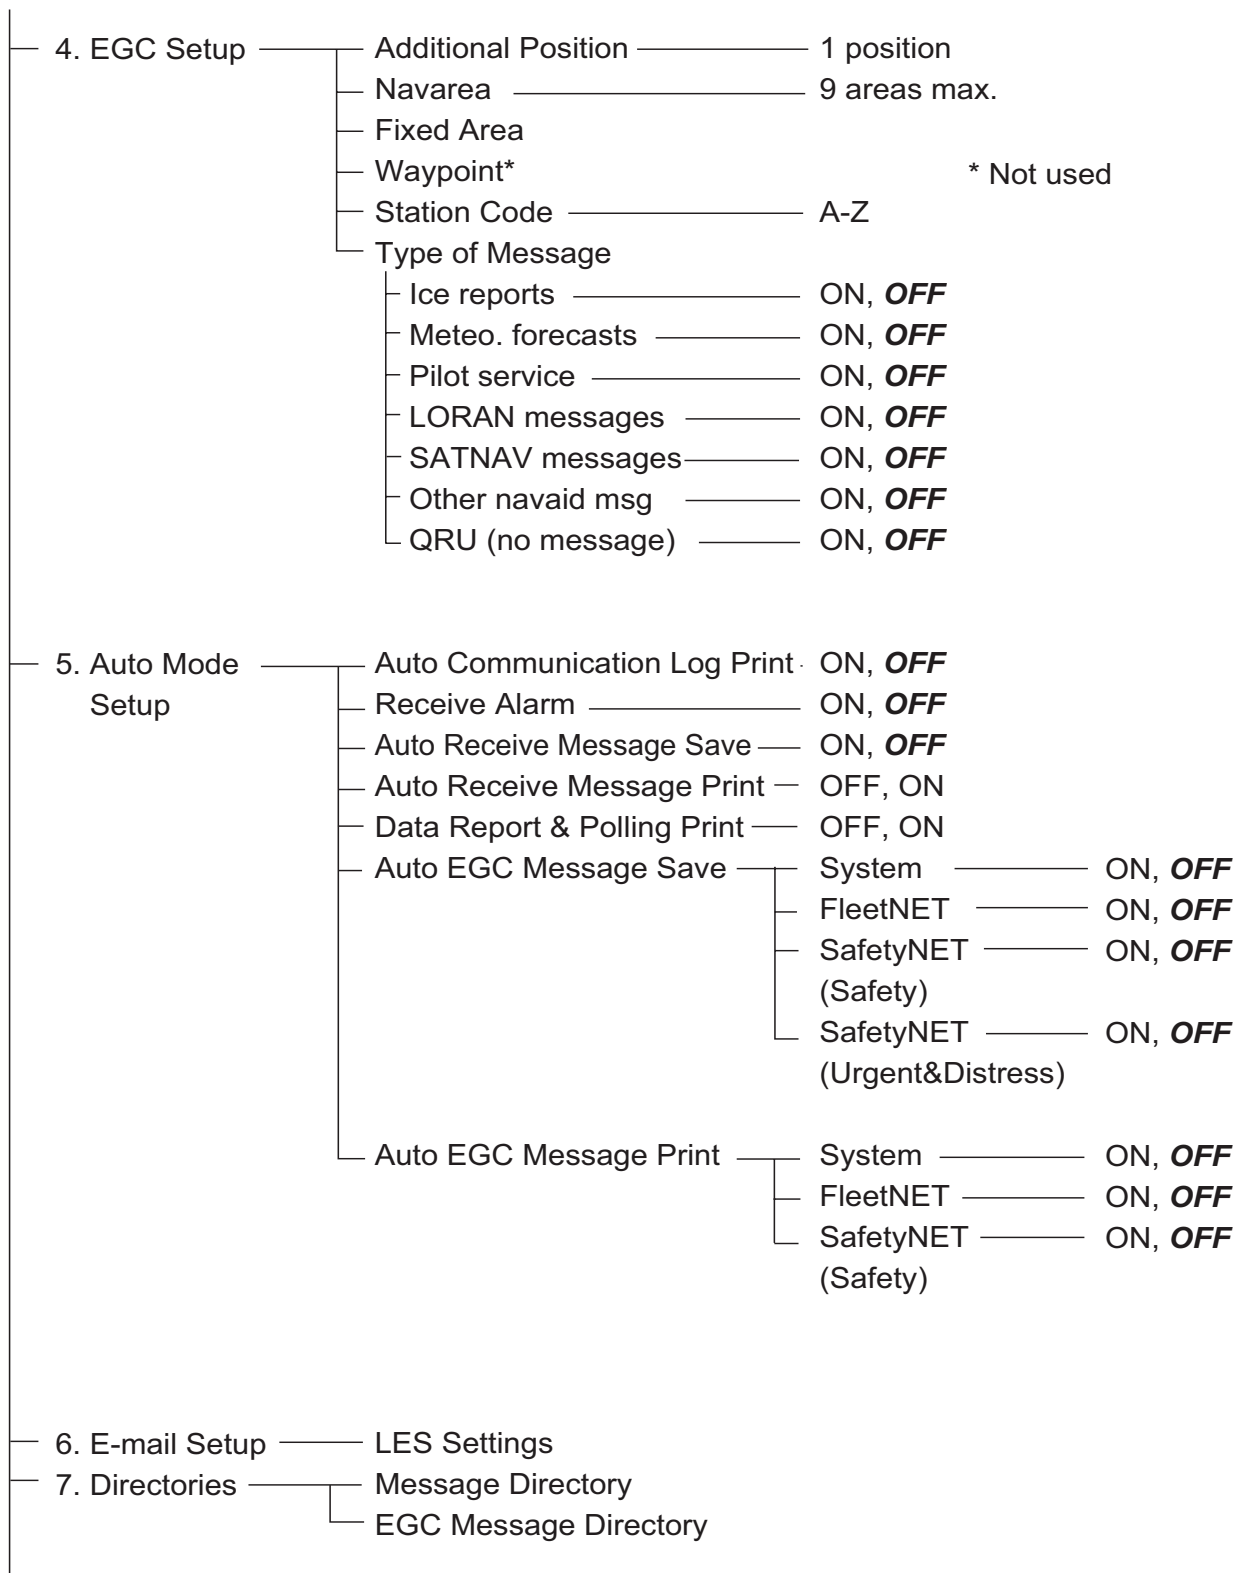 4. EGC Setup Additional Position 1 position
Navarea 9 areas max.
Fixed Area
Waypoint* * Not used
Station Code A-Z
Type of Message
Ice reports ON, OFF
Meteo. forecasts ON, OFF
Pilot service ON, OFF
LORAN messages ON, OFF
SATNAV messages ON, OFF
Other navaid msg ON, OFF
QRU (no message) ON, OFF
5. Auto Mode Auto Communication Log Print ON, OFF
Setup Receive Alarm ON, OFF
Auto Receive Message Save ON, OFF
Auto Receive Message Print OFF, ON
Data Report & Polling Print OFF, ON
Auto EGC Message Save System ON, OFF
FleetNET ON, OFF
SafetyNET ON, OFF
(Safety)
SafetyNET ON, OFF
(Urgent&Distress)
Auto EGC Message Print System ON, OFF
FleetNET ON, OFF
SafetyNET ON, OFF
(Safety)
6. E-mail Setup LES Settings
7. Directories Message Directory
EGC Message Directory